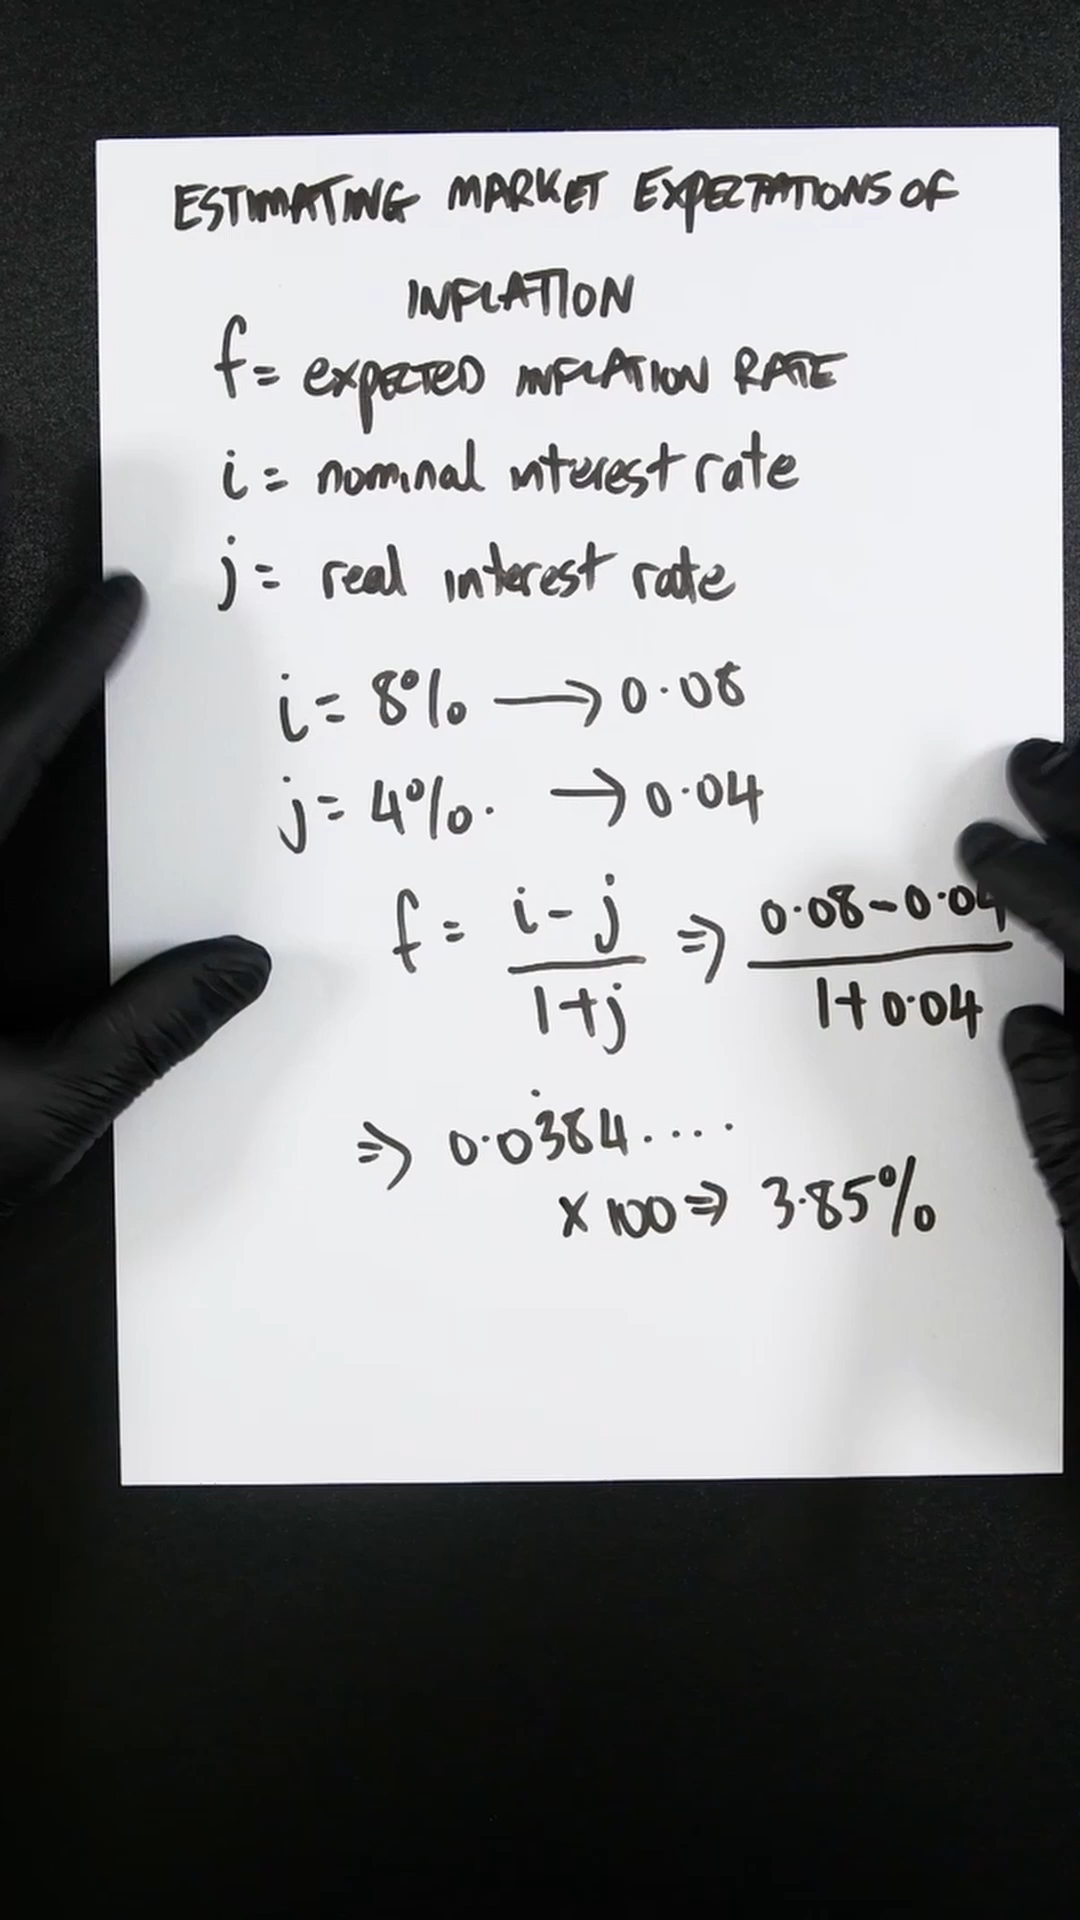 ESTIMATING MARKET EXPECTATIONS OF
INFLATION
f = EXPECTED INFLATION RATE
i = nominal interest rate
j = real interest rate
i = 8% → 0.08
j = 4%. → 0.04
f = i - j / 1 + j ⇒ 0.08 - 0.04 / 1 + 0.04
⇒ 0.0384....
x 100 ⇒ 3.85%